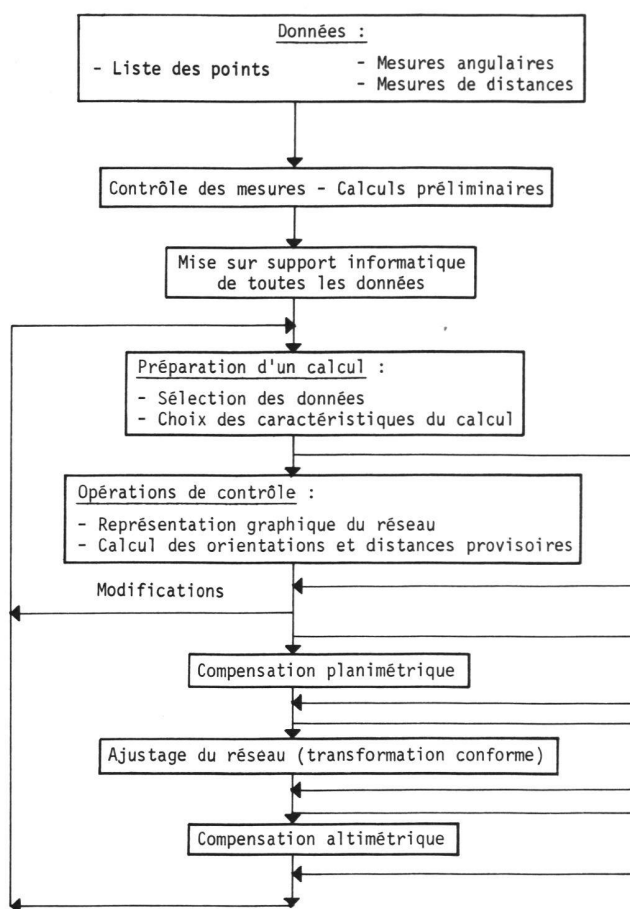 Données :
- Liste des points
- Mesures angulaires
- Mesures de distances
Contrôle des mesures - Calculs préliminaires
Mise sur support informatique
de toutes les données
Préparation d'un calcul :
- Sélection des données
- Choix des caractéristiques du calcul
Opérations de contrôle :
- Représentation graphique du réseau
- Calcul des orientations et distances provisoires
Modifications
Compensation planimétrique
Ajustage du réseau (transformation conforme)
Compensation altimétrique